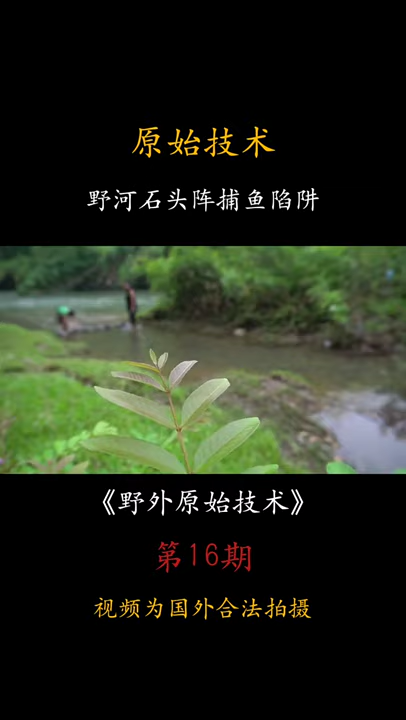 原始技术
野河石头阵捕鱼陷阱
《野外原始技术》
第16期
视频为国外合法拍摄